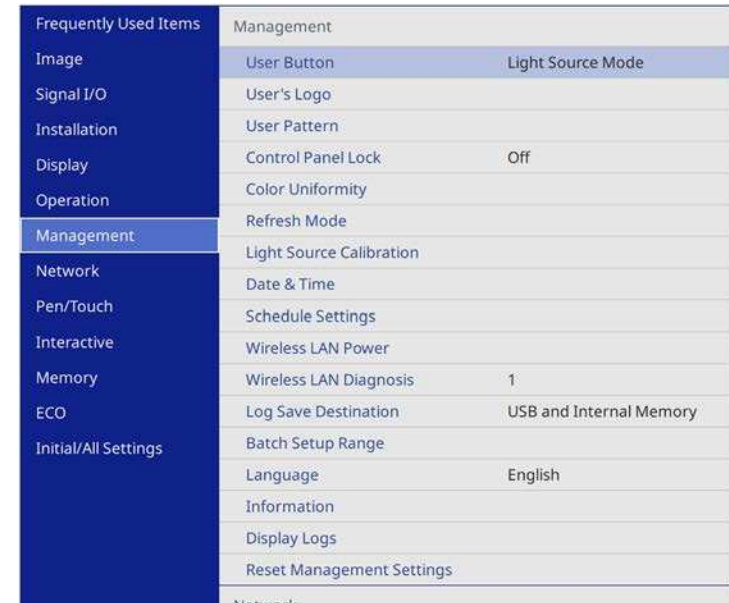 Frequently Used Items
Image
Signal I/O
Installation
Display
Operation
Management
Network
Pen/Touch
Interactive
Memory
ECO
Initial/All Settings
Management
User Button Light Source Mode
User's Logo
User Pattern
Control Panel Lock Off
Color Uniformity
Refresh Mode
Light Source Calibration
Date & Time
Schedule Settings
Wireless LAN Power
Wireless LAN Diagnosis 1
Log Save Destination USB and Internal Memory
Batch Setup Range
Language English
Information
Display Logs
Reset Management Settings
Network